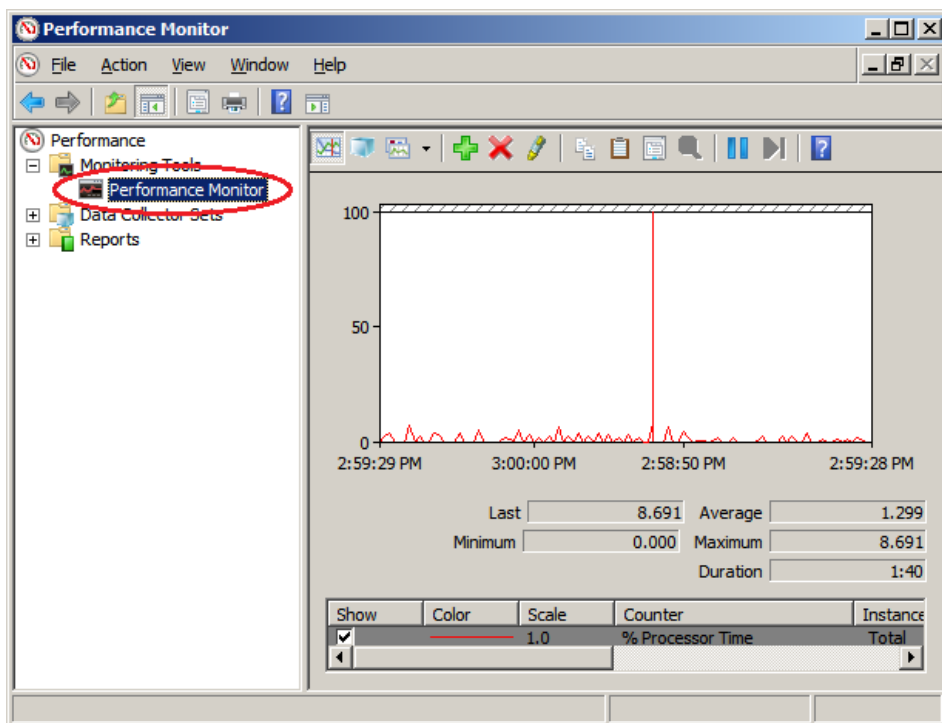 Performance Monitor
File Action View Window Help
Performance
Monitoring Tools
Performance Monitor
Data Collector Sets
Reports
100
50
0
2:59:29 PM 3:00:00 PM 2:58:50 PM 2:59:28 PM
Last 8.691 Average 1.299
Minimum 0.000 Maximum 8.691
Duration 1:40
Show Color Scale Counter Instance
1.0 % Processor Time Total